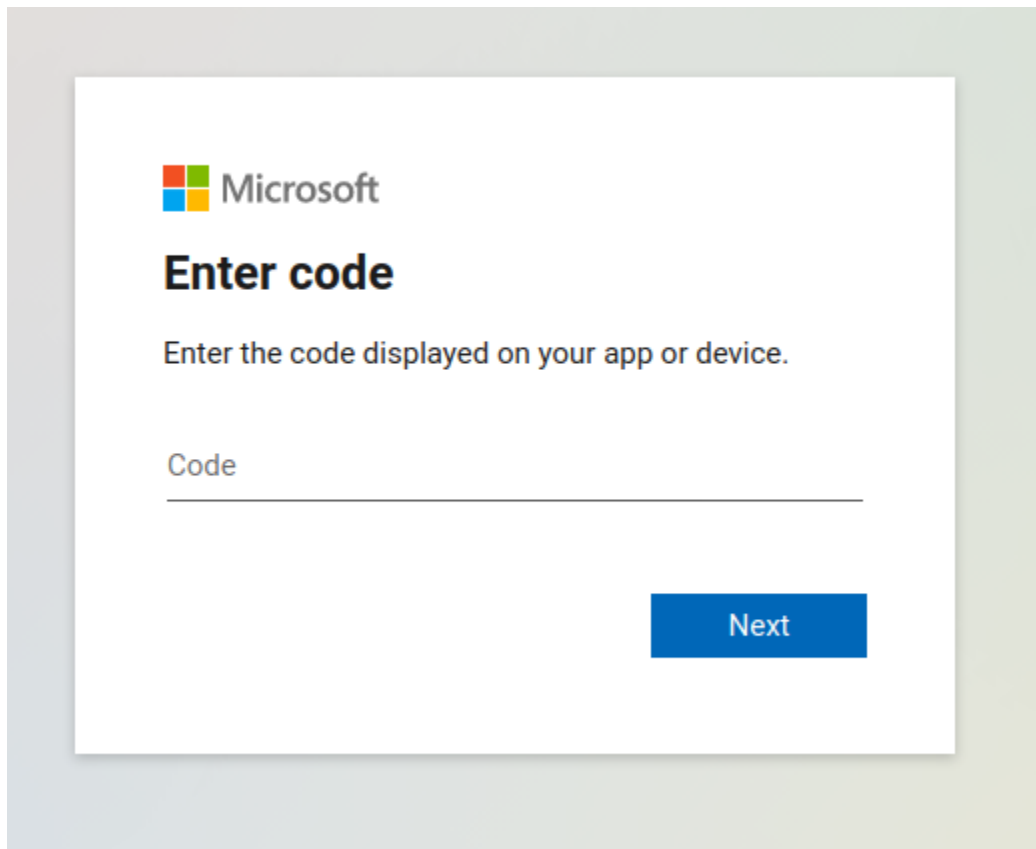 Microsoft
Enter code
Enter the code displayed on your app or device.
Code
Next